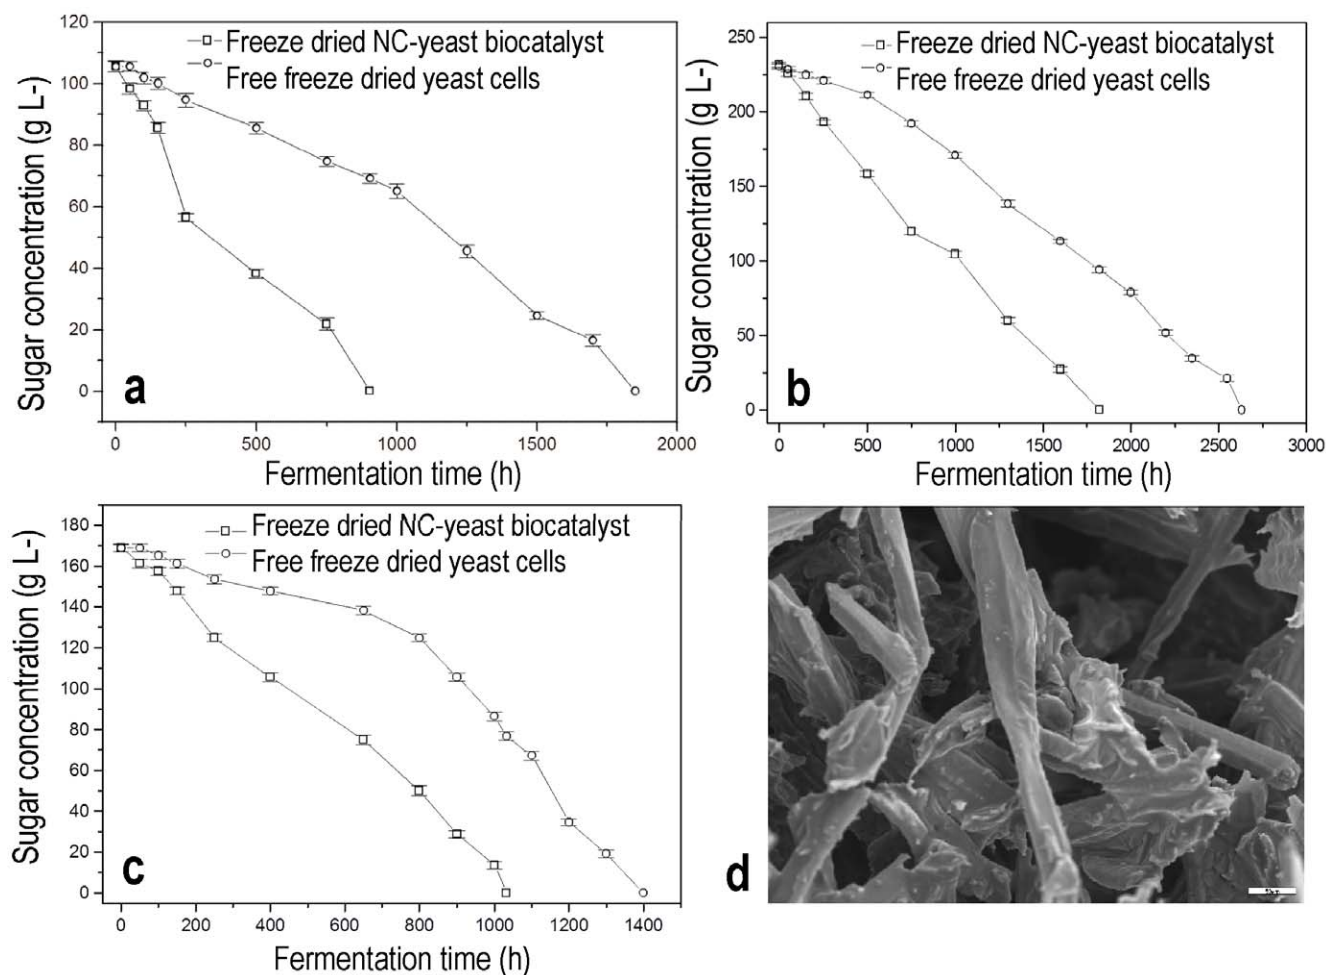 120
100
80
60
40
20
0
Sugar concentration (g L-)
Freeze dried NC-yeast biocatalyst
Free freeze dried yeast cells
a
0 500 1000 1500 2000
Fermentation time (h)
250
200
150
100
50
0
Sugar concentration (g L-)
Freeze dried NC-yeast biocatalyst
Free freeze dried yeast cells
b
0 500 1000 1500 2000 2500 3000
Fermentation time (h)
180
160
140
120
100
80
60
40
20
0
Sugar concentration (g L-)
Freeze dried NC-yeast biocatalyst
Free freeze dried yeast cells
c
0 200 400 600 800 1000 1200 1400
Fermentation time (h)
d